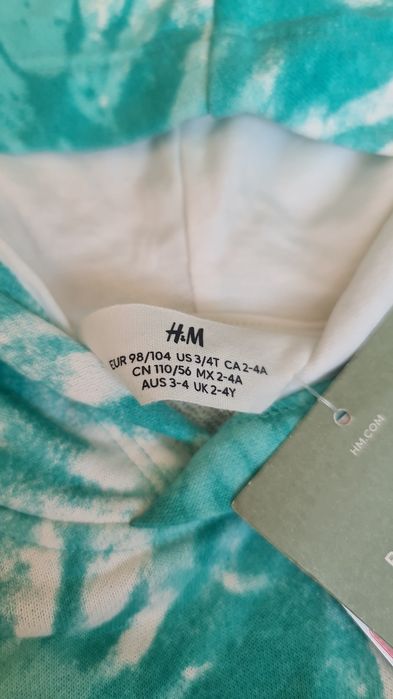 H&M
EUR 98/104 US 3/4T CA 2-4A
CN 110/56 MX 2-4A
AUS 3-4 UK 2-4Y
HM.COM